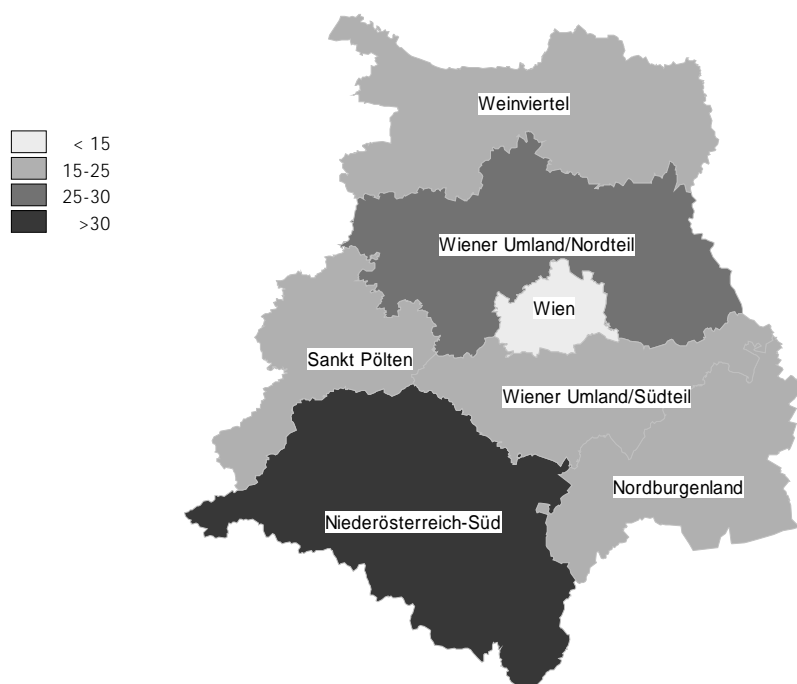 Weinviertel
< 15
15-25
25-30
>30
Wiener Umland/Nordteil
Wien
Sankt Pölten
Wiener Umland/Südteil
Nordburgenland
Niederösterreich-Süd